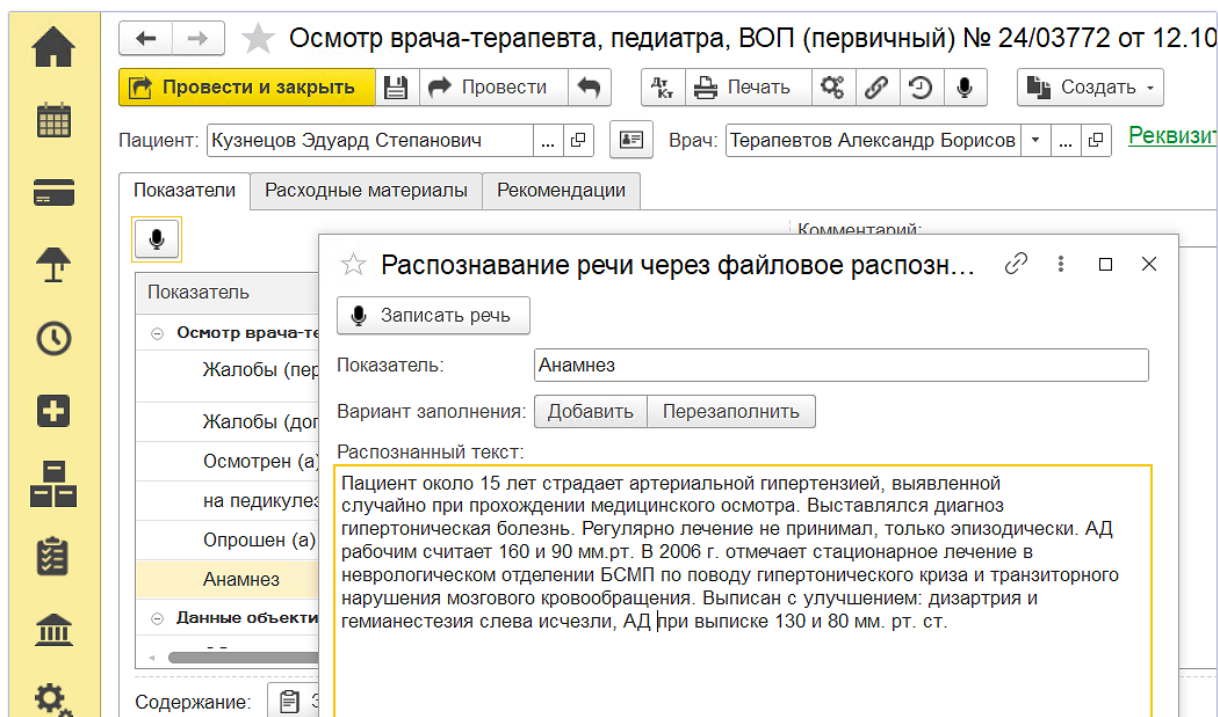 Осмотр врача-терапевта, педиатра, ВОП (первичный) № 24/03772 от 12.10
Провести и закрыть Провести Дт Кт Печать Создать
Пациент: Кузнецов Эдуард Степанович ... Врач: Терапевтов Александр Борисов ... Реквизит
Показатели Расходные материалы Рекомендации
Комментарий:
Распознавание речи через файловое распозн...
Показатель
Записать речь
Осмотр врача-те
Жалобы (пер
Показатель: Анамнез
Жалобы (доп
Вариант заполнения: Добавить Перезаполнить
Осмотрен (а)
Распознанный текст:
на педикулез
Опрошен (а)
Анамнез
Данные объекти
Пациент около 15 лет страдает артериальной гипертензией, выявленной
случайно при прохождении медицинского осмотра. Выставлялся диагноз
гипертоническая болезнь. Регулярно лечение не принимал, только эпизодически. АД
рабочим считает 160 и 90 мм.рт. В 2006 г. отмечает стационарное лечение в
неврологическом отделении БСМП по поводу гипертонического криза и транзиторного
нарушения мозгового кровообращения. Выписан с улучшением: дизартрия и
гемианестезия слева исчезли, АД при выписке 130 и 80 мм. рт. ст.
Содержание: